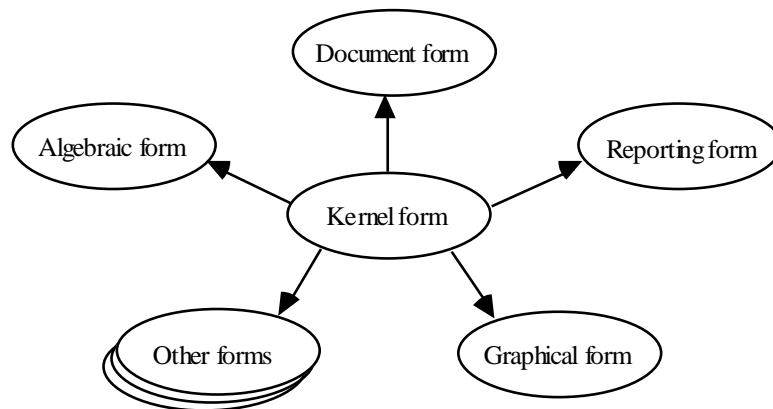 Document form
Algebraic form
Reporting form
Kernel form
Other forms
Graphical form